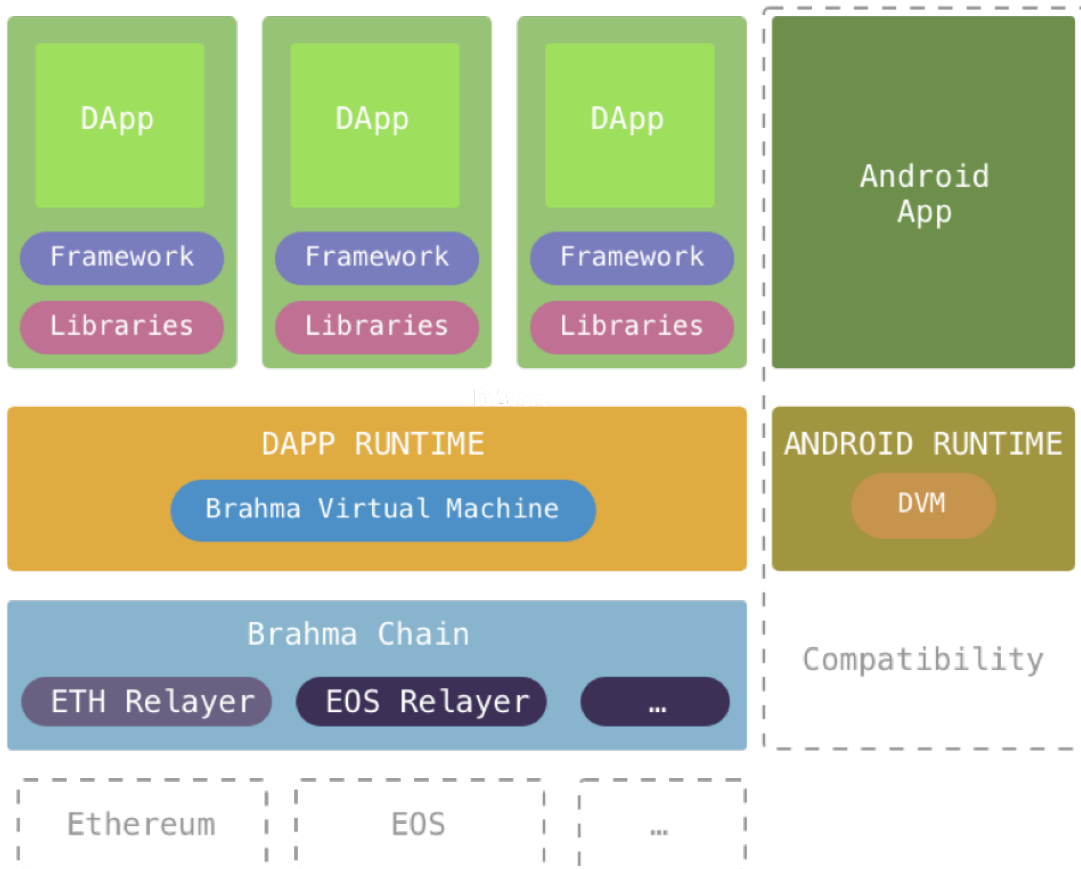 DApp
DApp
DApp
Android
App
Framework
Framework
Framework
Libraries
Libraries
Libraries
DAPP RUNTIME
ANDROID RUNTIME
Brahma Virtual Machine
DVM
Brahma Chain
Compatibility
ETH Relayer
EOS Relayer
…
Ethereum
EOS
…